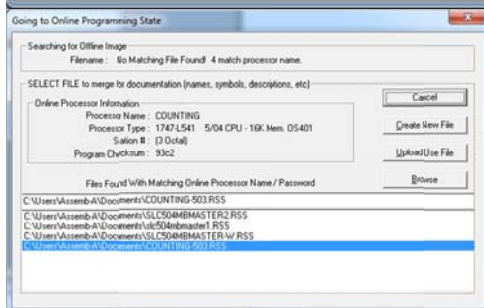 Going to Online Programming State
Searching for Offline Image
Filename : No Matching File Found! 4 match processor name.
SELECT FILE to merge for documentation (names, symbols, descriptions, etc)
Online Processor Information
Processor Name : COUNTING
Processor Type : 1747-L541 5/04 CPU - 16K Mem. OS401
Sation # : (3 Octal)
Program Checksum : 93c2
Cancel
Create New File
Upload Use File
Browse
Files Found With Matching Online Processor Name / Password
C:\Users\Assemb-A\Documents\COUNTING-503.RSS
C:\Users\Assemb-A\Documents\SLC504MBMASTER2.RSS
C:\Users\Assemb-A\Documents\slc504mbmaster1.RSS
C:\Users\Assemb-A\Documents\SLC504MBMASTER-W.RSS
C:\Users\Assemb-A\Documents\COUNTING-503.RSS